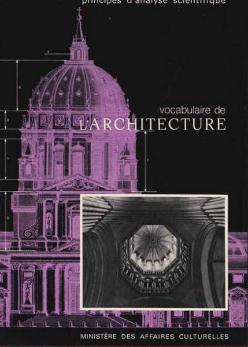 principes d'analyse scientifique
vocabulaire de
L'ARCHITECTURE
MINISTÈRE DES AFFAIRES CULTURELLES